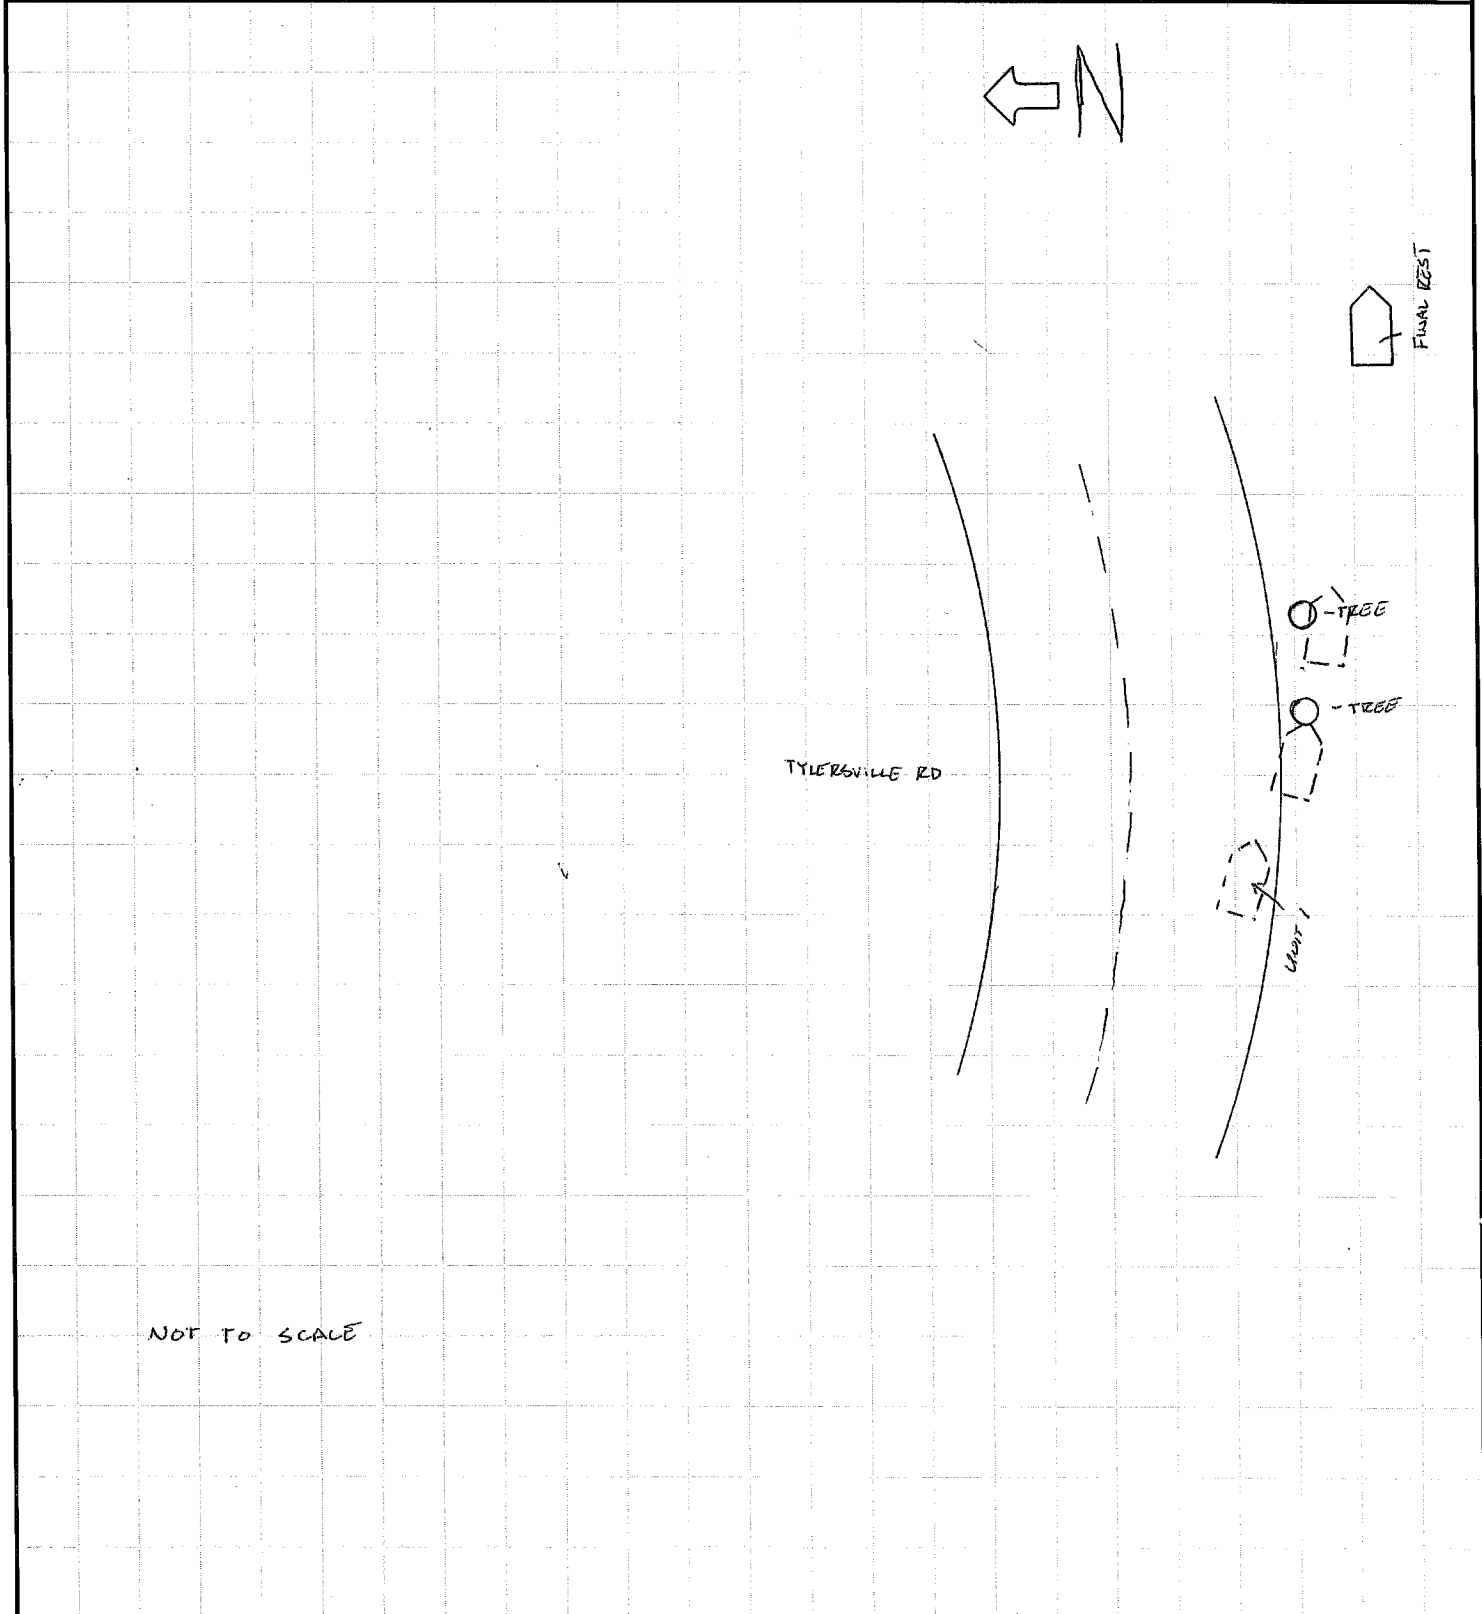 N
FINAL REST
-TREE
- TREE
TYLERSVILLE RD
UNIT 1
NOT TO SCALE